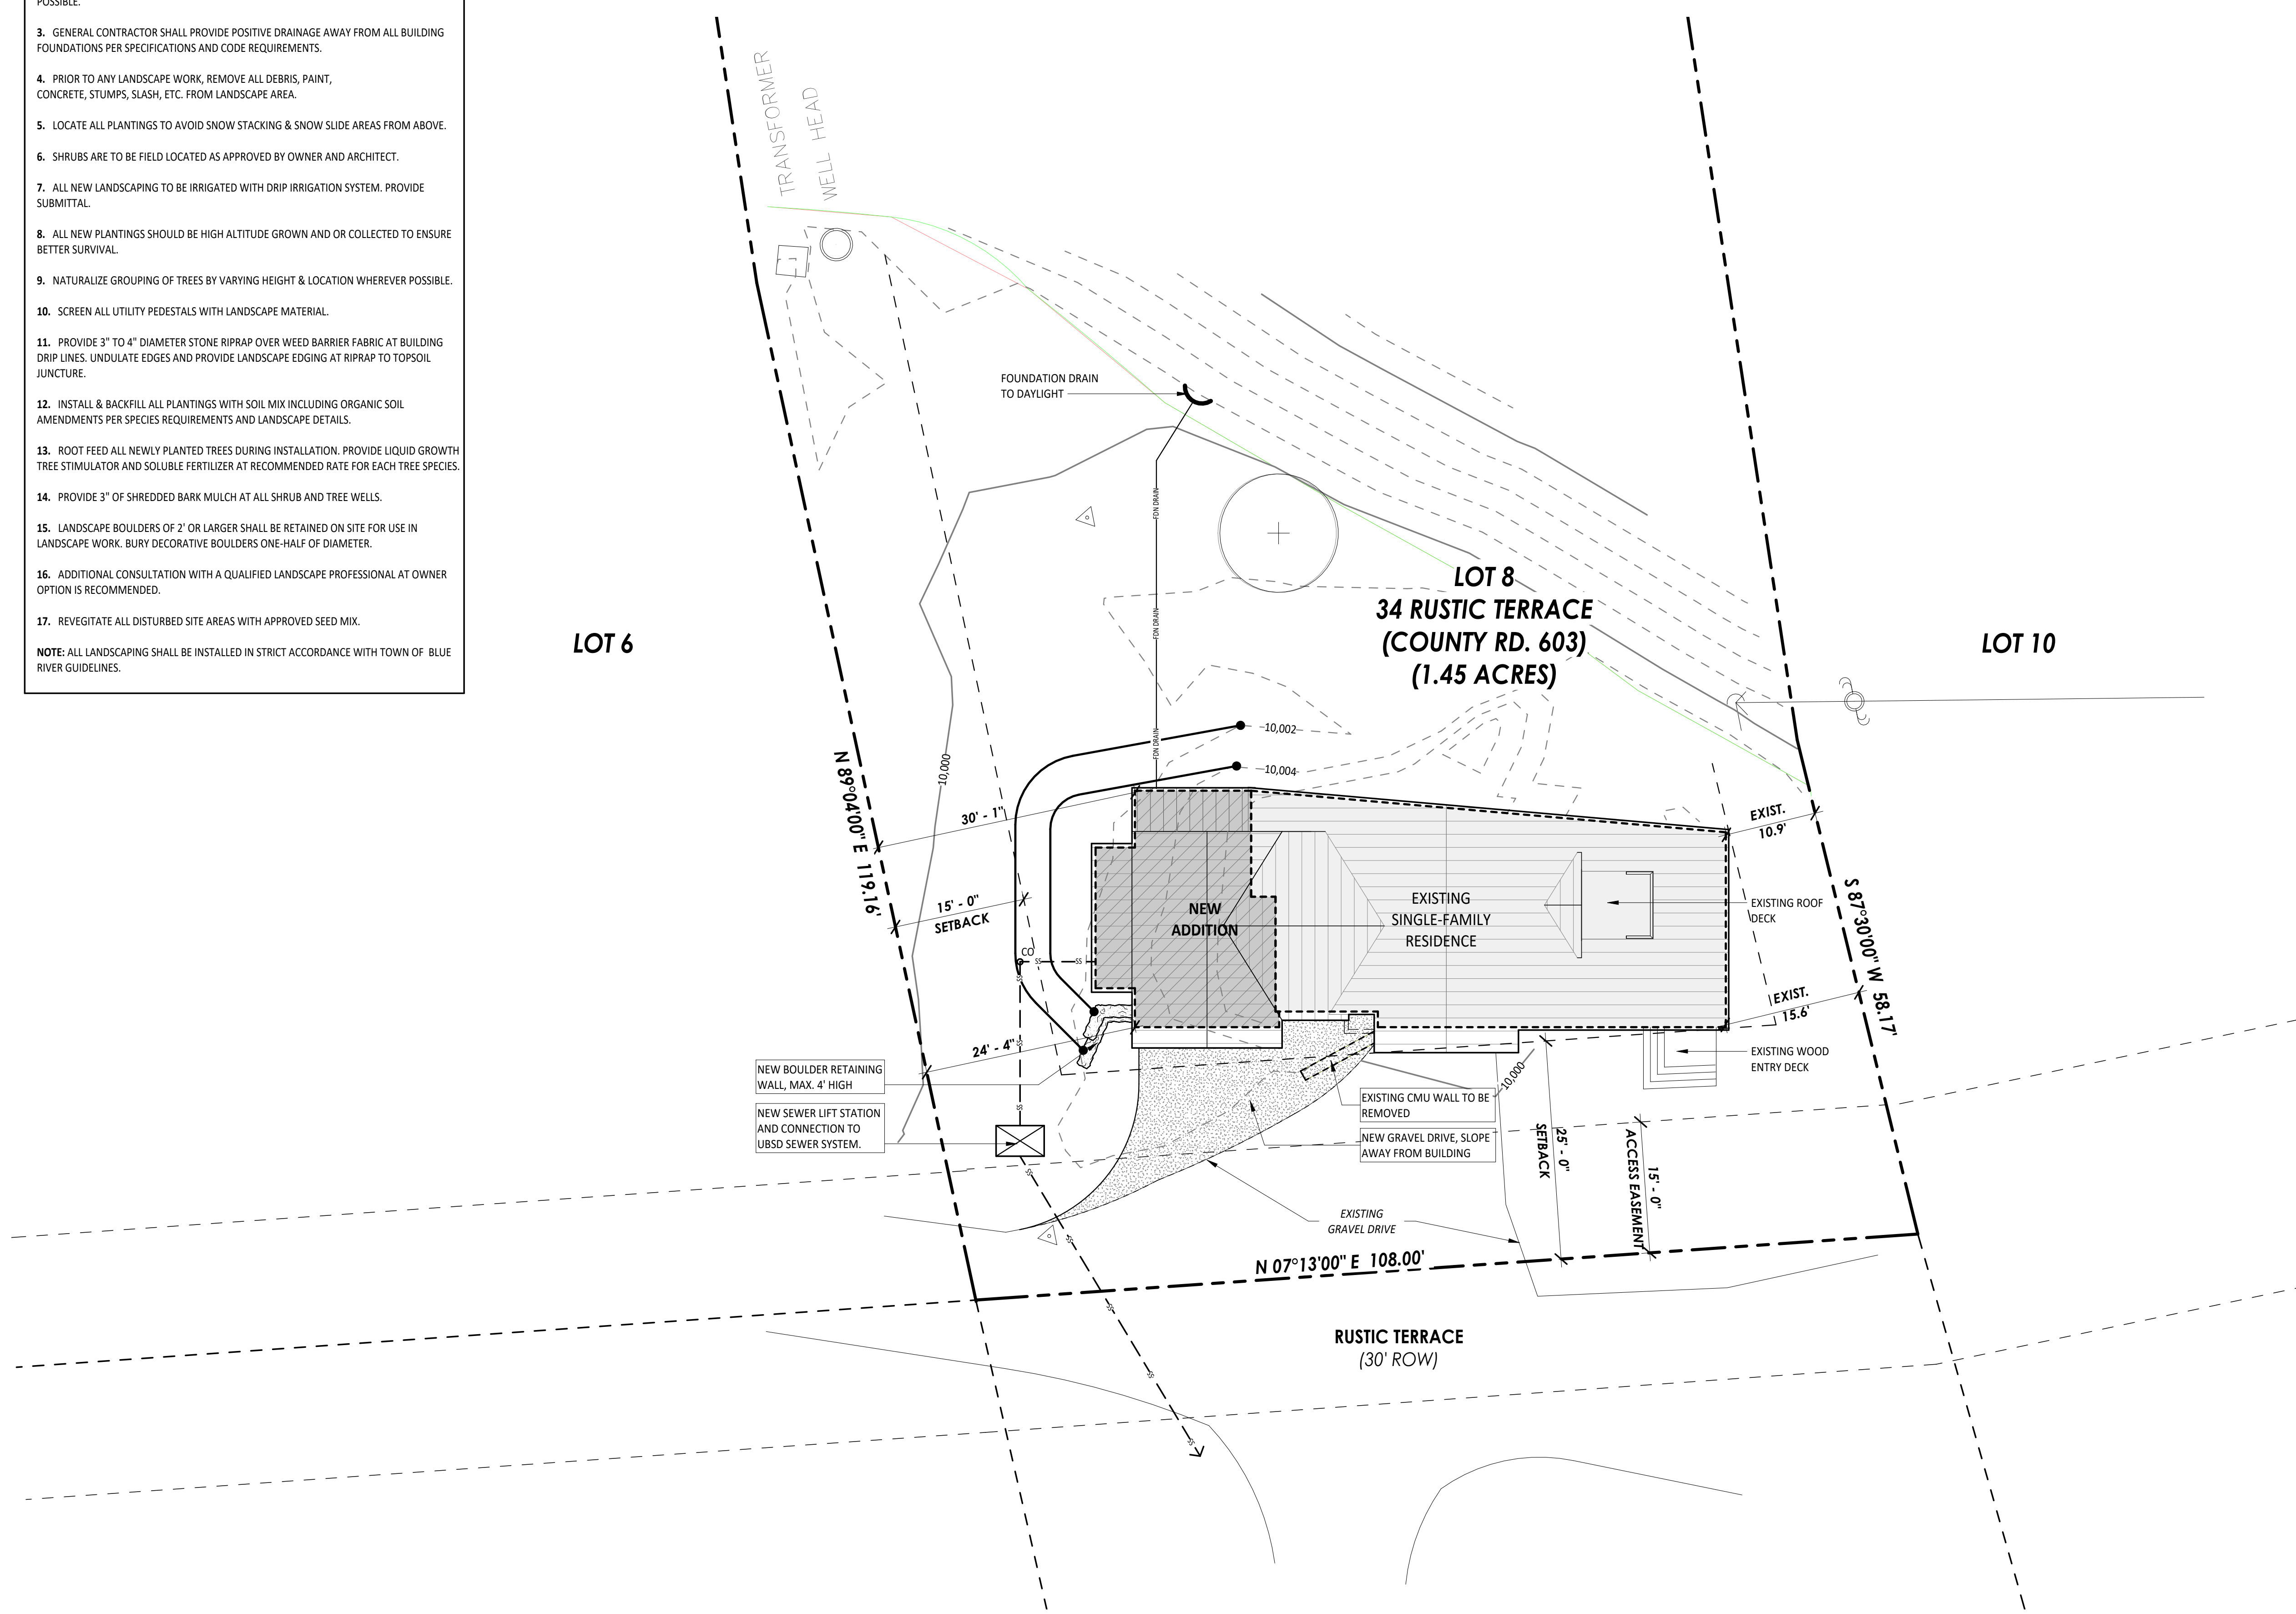 POSSIBLE.
3. GENERAL CONTRACTOR SHALL PROVIDE POSITIVE DRAINAGE AWAY FROM ALL BUILDING
FOUNDATIONS PER SPECIFICATIONS AND CODE REQUIREMENTS.
4. PRIOR TO ANY LANDSCAPE WORK, REMOVE ALL DEBRIS, PAINT,
CONCRETE, STUMPS, SLASH, ETC. FROM LANDSCAPE AREA.
5. LOCATE ALL PLANTINGS TO AVOID SNOW STACKING & SNOW SLIDE AREAS FROM ABOVE.
6. SHRUBS ARE TO BE FIELD LOCATED AS APPROVED BY OWNER AND ARCHITECT.
7. ALL NEW LANDSCAPING TO BE IRRIGATED WITH DRIP IRRIGATION SYSTEM. PROVIDE
SUBMITTAL.
8. ALL NEW PLANTINGS SHOULD BE HIGH ALTITUDE GROWN AND OR COLLECTED TO ENSURE
BETTER SURVIVAL.
9. NATURALIZE GROUPING OF TREES BY VARYING HEIGHT & LOCATION WHEREVER POSSIBLE.
10. SCREEN ALL UTILITY PEDESTALS WITH LANDSCAPE MATERIAL.
11. PROVIDE 3" TO 4" DIAMETER STONE RIPRAP OVER WEED BARRIER FABRIC AT BUILDING
DRIP LINES. UNDULATE EDGES AND PROVIDE LANDSCAPE EDGING AT RIPRAP TO TOPSOIL
JUNCTURE.
12. INSTALL & BACKFILL ALL PLANTINGS WITH SOIL MIX INCLUDING ORGANIC SOIL
AMENDMENTS PER SPECIES REQUIREMENTS AND LANDSCAPE DETAILS.
13. ROOT FEED ALL NEWLY PLANTED TREES DURING INSTALLATION. PROVIDE LIQUID GROWTH
TREE STIMULATOR AND SOLUBLE FERTILIZER AT RECOMMENDED RATE FOR EACH TREE SPECIES.
14. PROVIDE 3" OF SHREDDED BARK MULCH AT ALL SHRUB AND TREE WELLS.
15. LANDSCAPE BOULDERS OF 2' OR LARGER SHALL BE RETAINED ON SITE FOR USE IN
LANDSCAPE WORK. BURY DECORATIVE BOULDERS ONE-HALF OF DIAMETER.
16. ADDITIONAL CONSULTATION WITH A QUALIFIED LANDSCAPE PROFESSIONAL AT OWNER
OPTION IS RECOMMENDED.
17. REVEGITATE ALL DISTURBED SITE AREAS WITH APPROVED SEED MIX.
NOTE: ALL LANDSCAPING SHALL BE INSTALLED IN STRICT ACCORDANCE WITH TOWN OF BLUE
RIVER GUIDELINES.
TRANSFORMER
WELL HEAD
FOUNDATION DRAIN
TO DAYLIGHT
FDN DRAIN
FDN DRAIN
FDN DRAIN
LOT 6
LOT 8
34 RUSTIC TERRACE
(COUNTY RD. 603)
(1.45 ACRES)
LOT 10
10,002
10,004
10,000
N 89°04'00" E 119.16'
30' - 1"
15' - 0"
SETBACK
24' - 4"
CO
SS
SS
SS
SS
SS
NEW
ADDITION
EXISTING
SINGLE-FAMILY
RESIDENCE
EXIST.
10.9'
EXISTING ROOF
DECK
S 87°30'00" W 58.17'
EXIST.
15.6'
EXISTING WOOD
ENTRY DECK
NEW BOULDER RETAINING
WALL, MAX. 4' HIGH
NEW SEWER LIFT STATION
AND CONNECTION TO
UBSD SEWER SYSTEM.
10,000
EXISTING CMU WALL TO BE
REMOVED
NEW GRAVEL DRIVE, SLOPE
AWAY FROM BUILDING
25' - 0"
SETBACK
15' - 0"
ACCESS EASEMENT
EXISTING
GRAVEL DRIVE
SS
SS
SS
SS
SS
N 07°13'00" E 108.00'
RUSTIC TERRACE
(30' ROW)